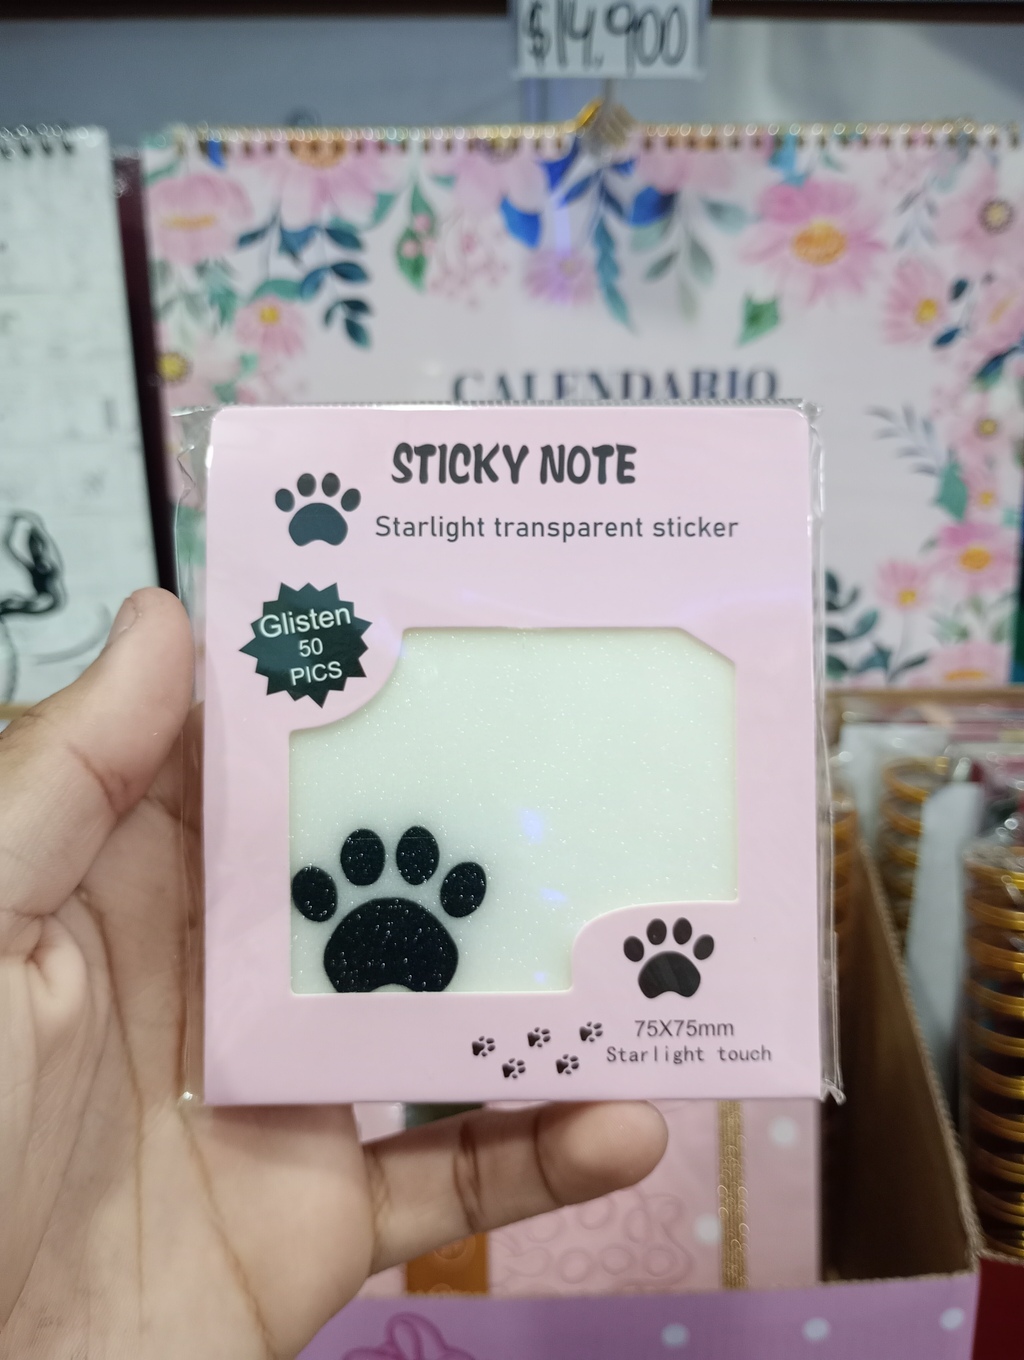 $14,900
CALENDARIO
STICKY NOTE
Starlight transparent sticker
Glisten
50
PICS
75X75mm
Starlight touch